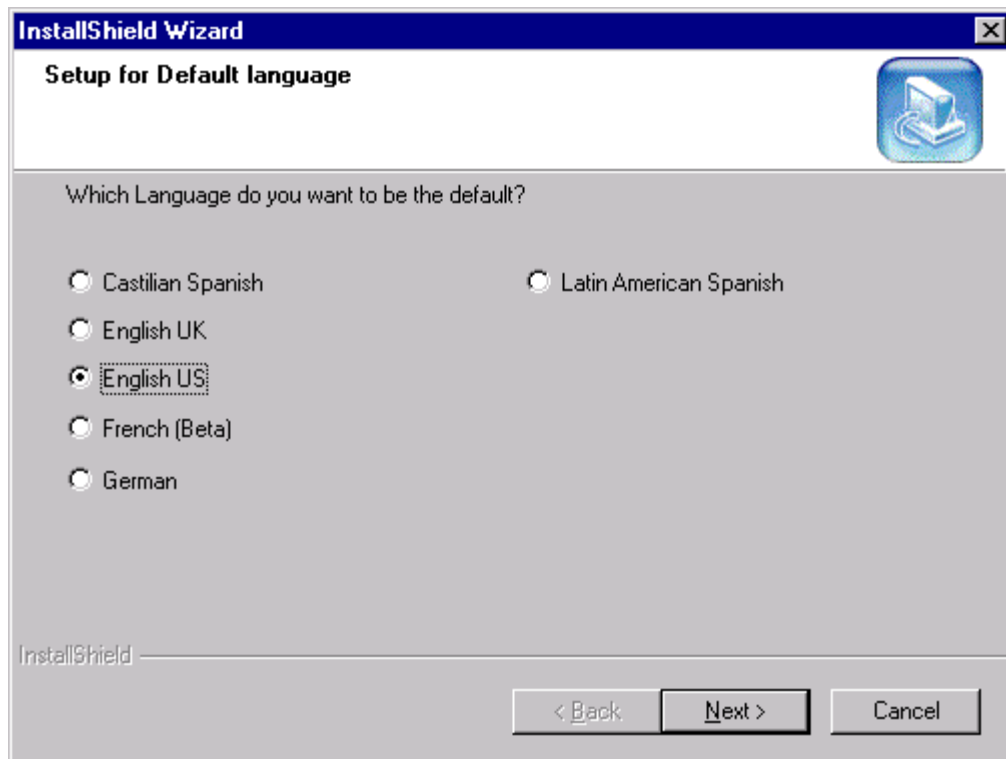 InstallShield Wizard
Setup for Default language
Which Language do you want to be the default?
Castilian Spanish
Latin American Spanish
English UK
English US
French (Beta)
German
InstallShield
< Back
Next >
Cancel